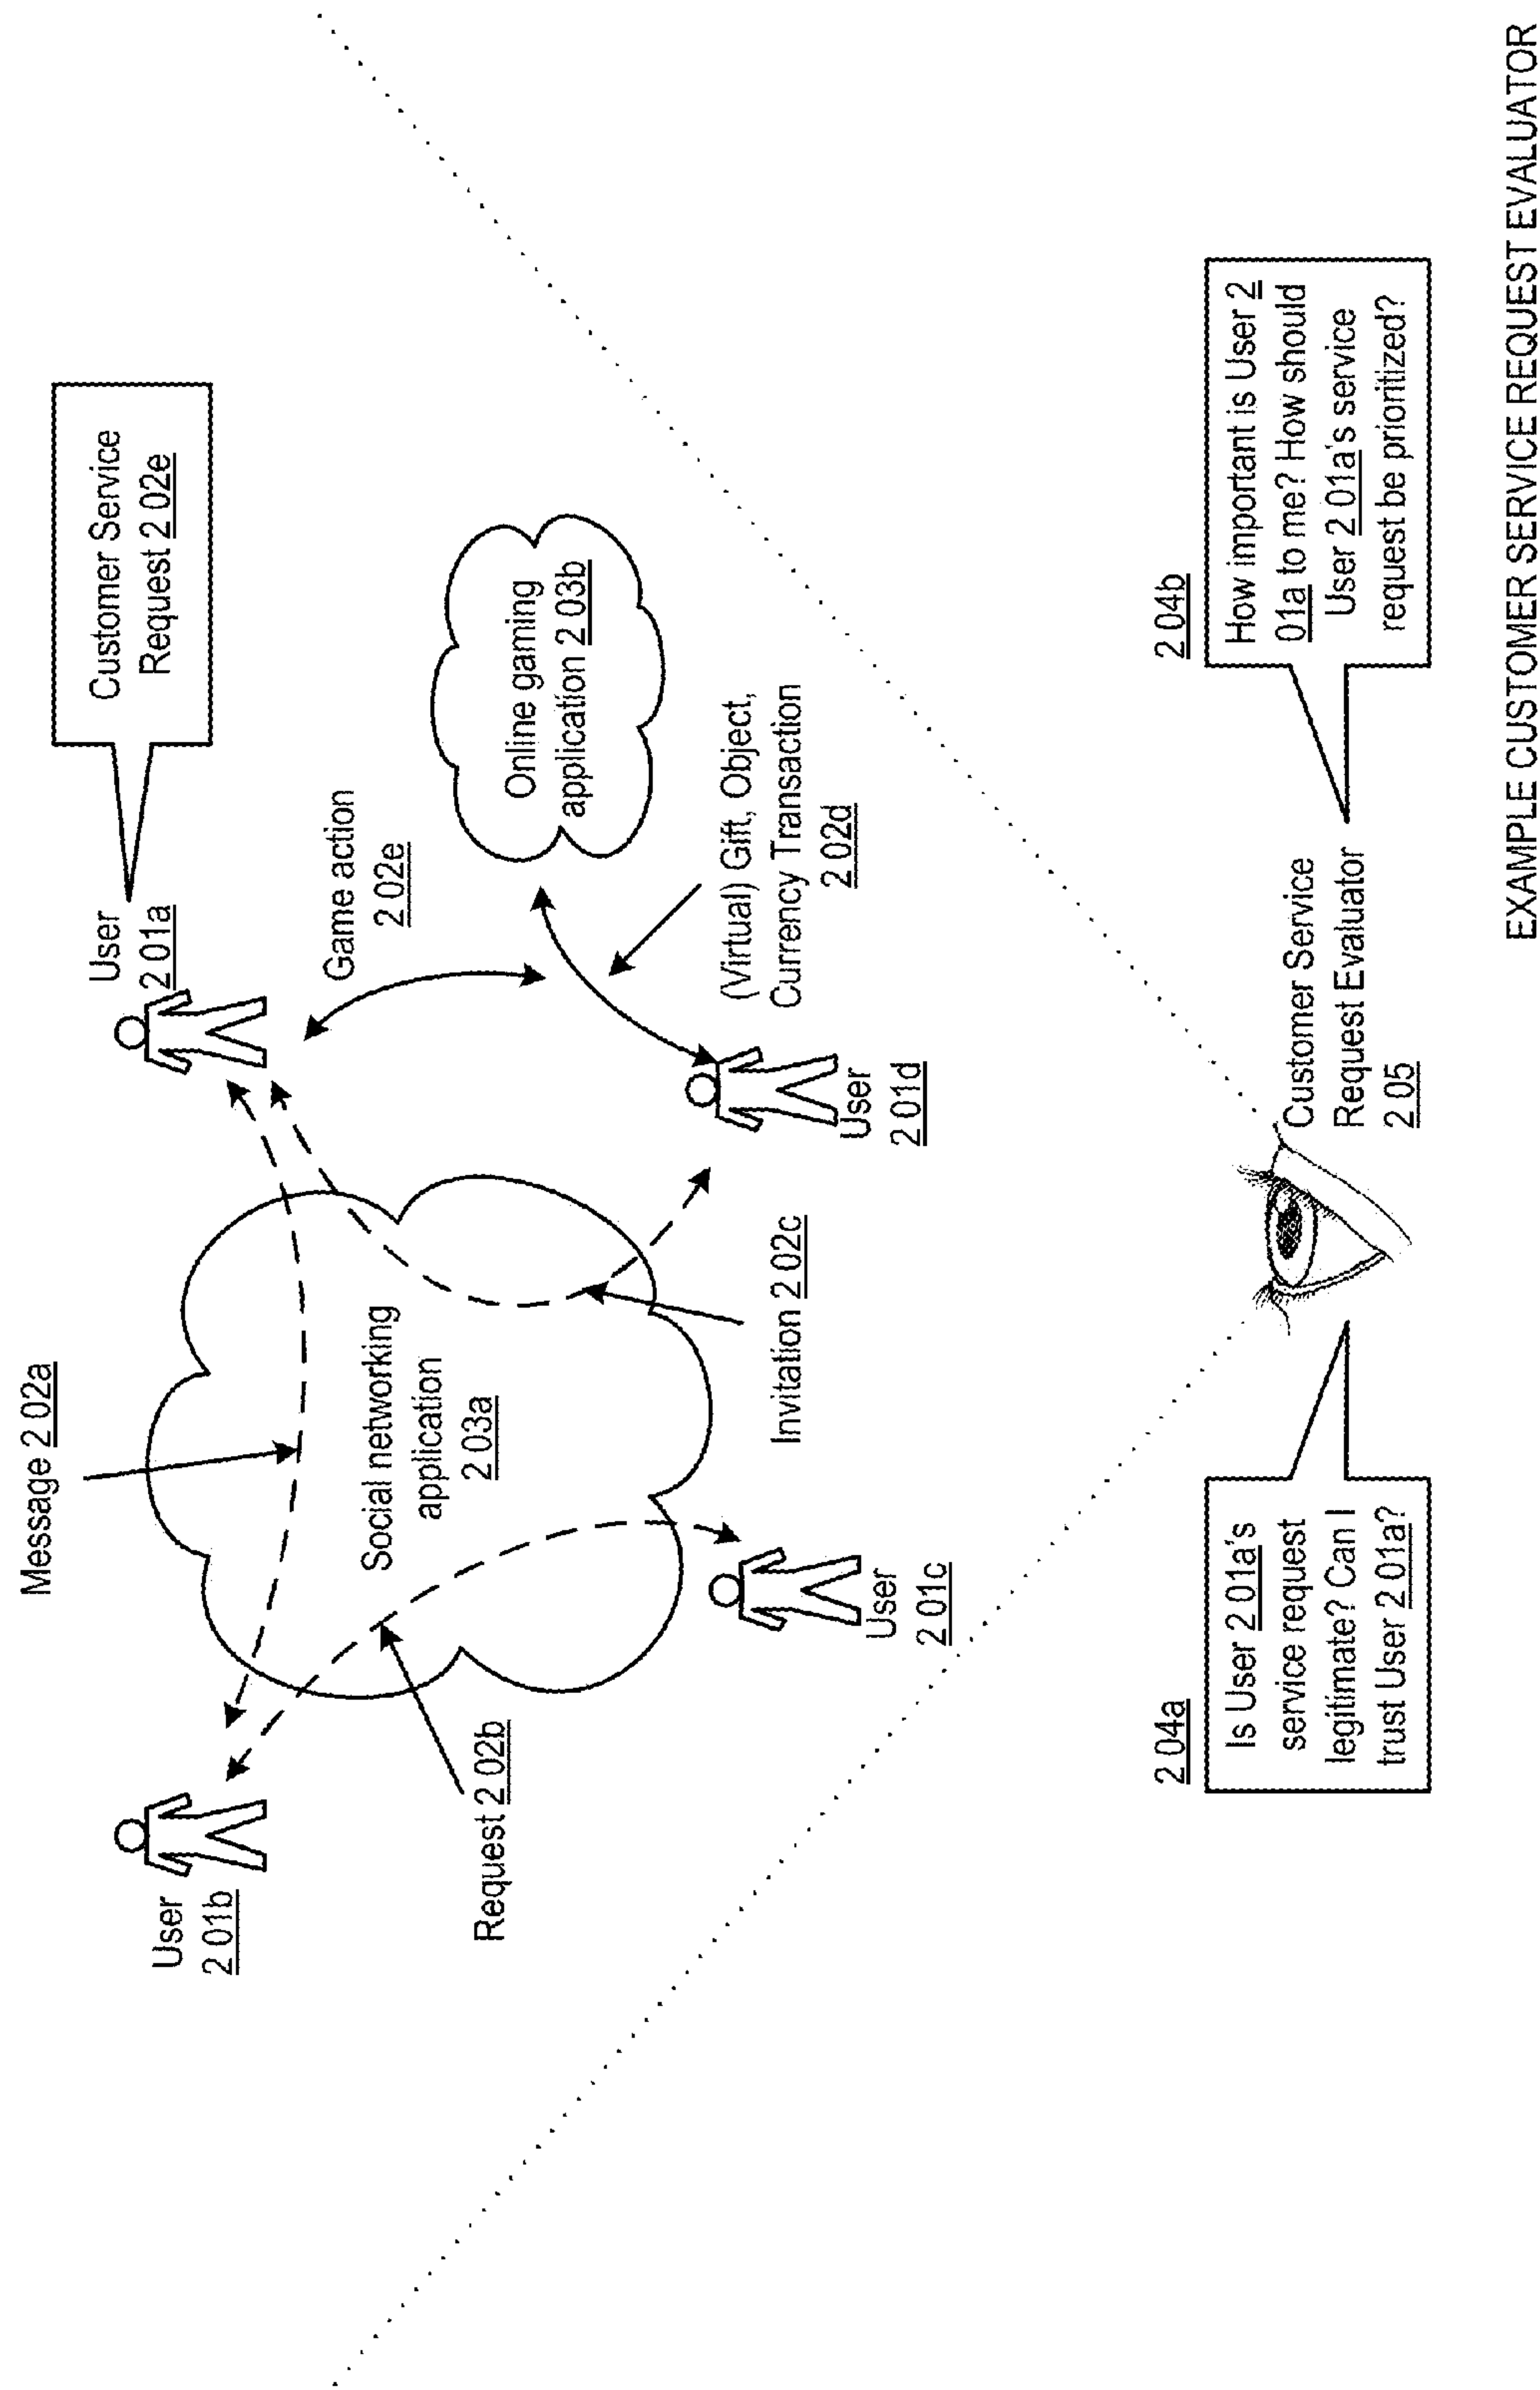 Message 2 02a
User
2 01b
Request 2 02b
Social networking
application
2 03a
User
2 01a
Customer Service
Request 2 02e
Game action
2 02e
Online gaming
application 2 03b
(Virtual) Gift, Object,
Currency Transaction
2 02d
User
2 01c
Invitation 2 02c
User
2 01d
2 04a
Is User 2 01a's
service request
legitimate? Can I
trust User 2 01a?
Customer Service
Request Evaluator
2 05
2 04b
How important is User 2
01a to me? How should
User 2 01a's service
request be prioritized?
EXAMPLE CUSTOMER SERVICE REQUEST EVALUATOR